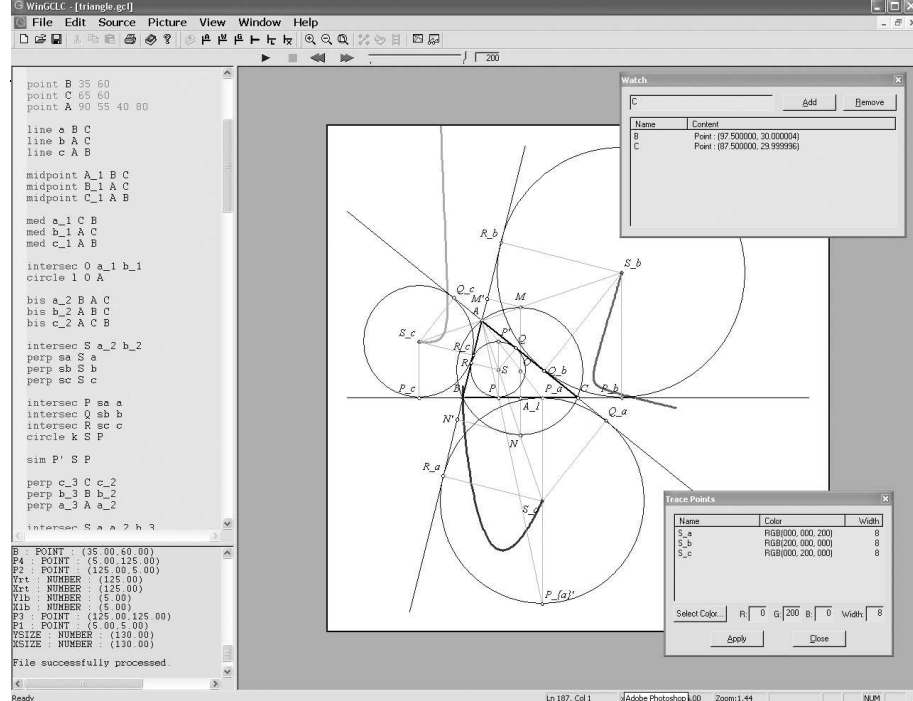 WinGCLC - [triangle.gcl]
File Edit Source Picture View Window Help
200
point B 35 60
point C 65 60
point A 90 55 40 80
line a B C
line b A C
line c A B
midpoint A_1 B C
midpoint B_1 A C
midpoint C_1 A B
med a_1 C B
med b_1 A C
med c_1 A B
intersec O a_1 b_1
circle l O A
bis a_2 B A C
bis b_2 A B C
bis c_2 A C B
intersec S a_2 b_2
perp sa S a
perp sb S b
perp sc S c
intersec P sa a
intersec Q sb b
intersec R sc c
circle k S P
sim P' S P
perp c_3 C c_2
perp b_3 B b_2
perp a_3 A a_2
intersec S_a a_2 b_3
B : POINT : (35.00,60.00)
P4 : POINT : (5.00,125.00)
P2 : POINT : (125.00,5.00)
Yrt : NUMBER : (125.00)
Xrt : NUMBER : (125.00)
Ylb : NUMBER : (5.00)
Xlb : NUMBER : (5.00)
P3 : POINT : (125.00,125.00)
P1 : POINT : (5.00,5.00)
YSIZE : NUMBER : (130.00)
XSIZE : NUMBER : (130.00)
File successfully processed.
Watch
C
Add
Remove
Name Content
B Point : (97.500000, 30.000004)
C Point : (87.500000, 29.999996)
R_b
S_b
Q_c
M'
M
A
S_c
P'
Q
R_c
O
R
S
Q_b
P_c
B
P
P_a
C
P_b
A_1
Q_a
N'
N
R_a
S_a
P_{a}'
Trace Points
Name Color Width
S_a RGB(000, 000, 200) 8
S_b RGB(200, 000, 000) 8
S_c RGB(000, 200, 000) 8
Select Color... R: 0 G: 200 B: 0 Width: 8
Apply
Close
Ready
Ln 187, Col 1
Adobe Photoshop
Zoom:1.44
NUM